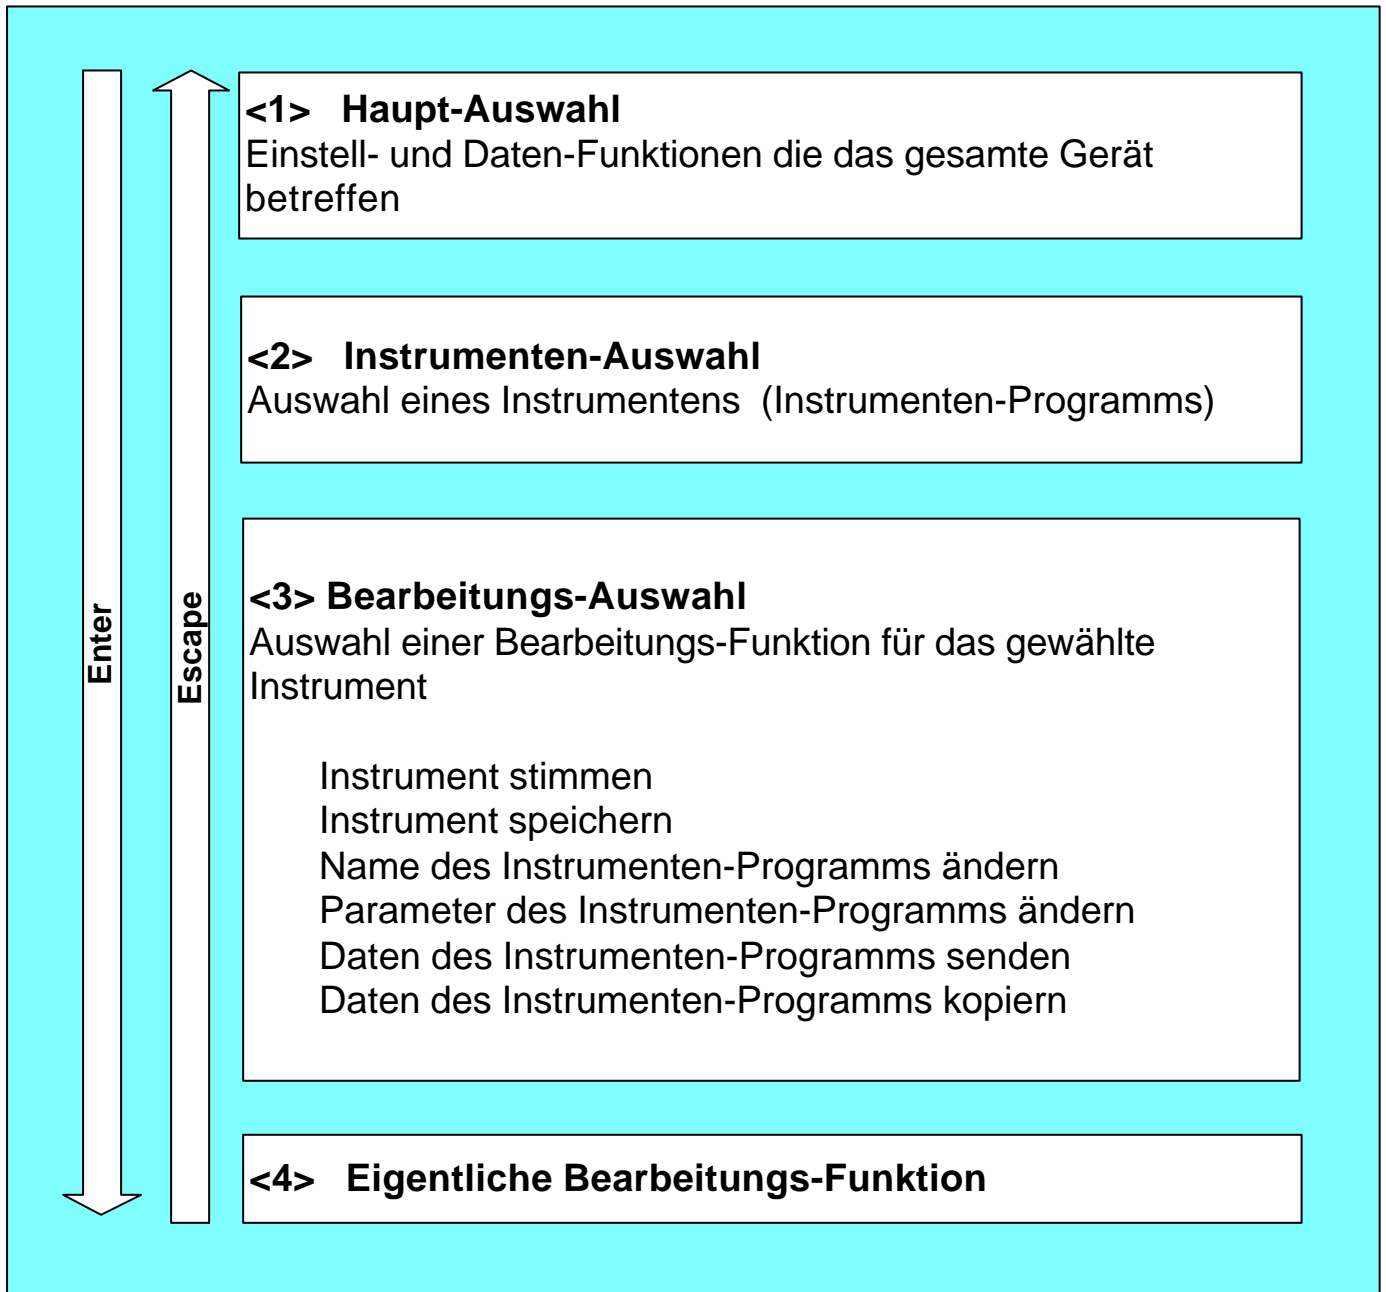 <1> Haupt-Auswahl
Einstell- und Daten-Funktionen die das gesamte Gerät
betreffen
<2> Instrumenten-Auswahl
Auswahl eines Instrumentens (Instrumenten-Programms)
<3> Bearbeitungs-Auswahl
Auswahl einer Bearbeitungs-Funktion für das gewählte
Instrument
Instrument stimmen
Instrument speichern
Name des Instrumenten-Programms ändern
Parameter des Instrumenten-Programms ändern
Daten des Instrumenten-Programms senden
Daten des Instrumenten-Programms kopiern
<4> Eigentliche Bearbeitungs-Funktion
Enter
Escape